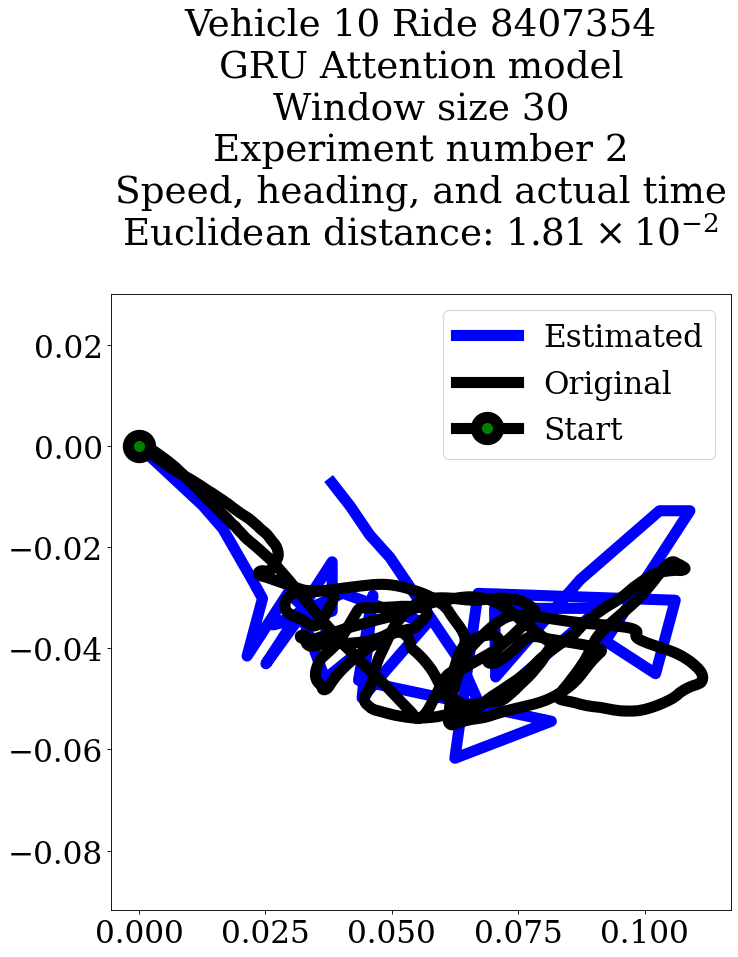 Vehicle 10 Ride 8407354
GRU Attention model
Window size 30
Experiment number 2
Speed, heading, and actual time
Euclidean distance: 1.81 × 10⁻²
Estimated
Original
Start
0.02
0.00
−0.02
−0.04
−0.06
−0.08
0.000 0.025 0.050 0.075 0.100